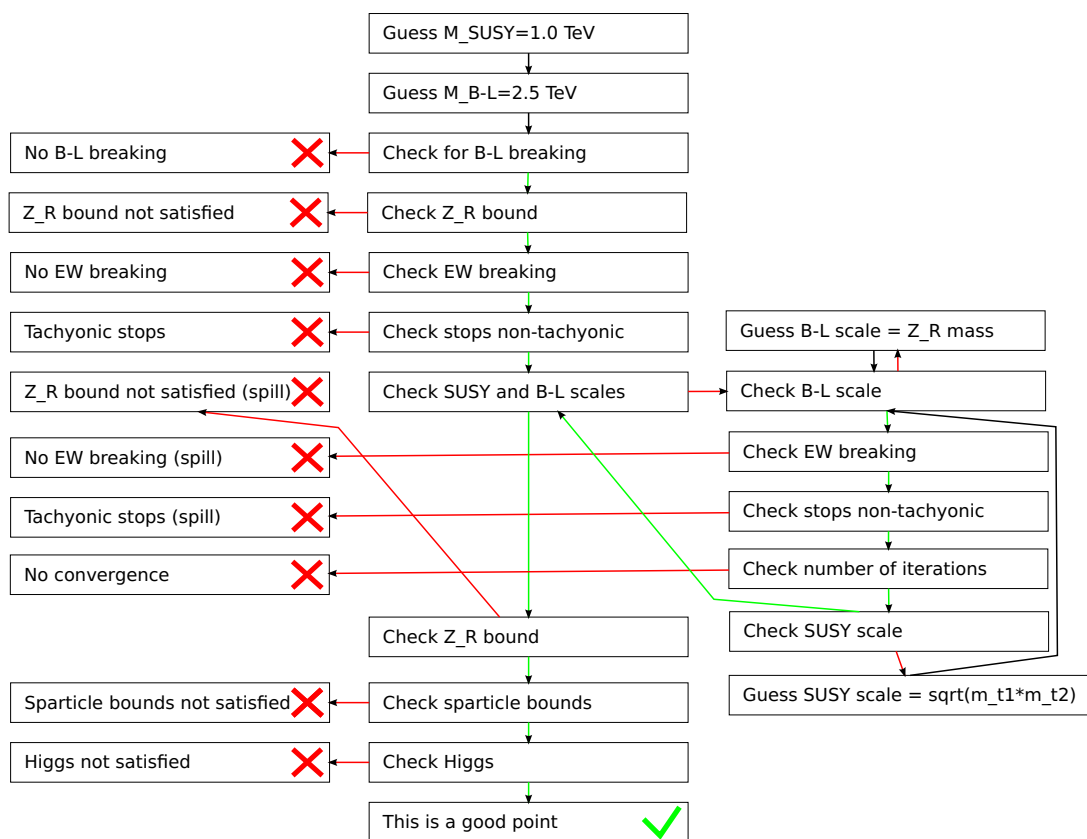 Guess M_SUSY=1.0 TeV
Guess M_B-L=2.5 TeV
No B-L breaking
Check for B-L breaking
Z_R bound not satisfied
Check Z_R bound
No EW breaking
Check EW breaking
Tachyonic stops
Check stops non-tachyonic
Guess B-L scale = Z_R mass
Z_R bound not satisfied (spill)
Check SUSY and B-L scales
Check B-L scale
No EW breaking (spill)
Check EW breaking
Tachyonic stops (spill)
Check stops non-tachyonic
No convergence
Check number of iterations
Check Z_R bound
Check SUSY scale
Sparticle bounds not satisfied
Check sparticle bounds
Guess SUSY scale = sqrt(m_t1*m_t2)
Higgs not satisfied
Check Higgs
This is a good point